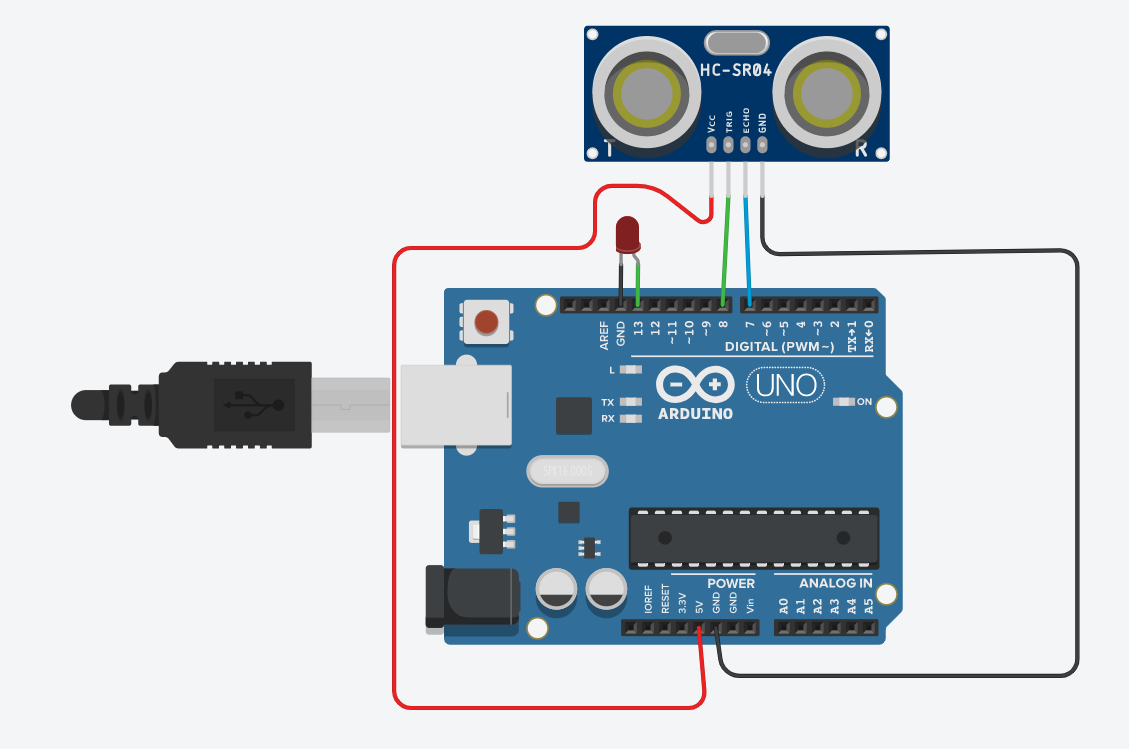 HC-SR04
Vcc
TRIG
ECHO
GND
T
R
AREF
GND
13
12
~11
~10
~9
8
7
~6
~5
4
~3
2
TX→1
RX←0
DIGITAL (PWM~)
L
TX
RX
ARDUINO
UNO
ON
POWER
ANALOG IN
IOREF
RESET
3.3V
5V
GND
GND
Vin
A0
A1
A2
A3
A4
A5